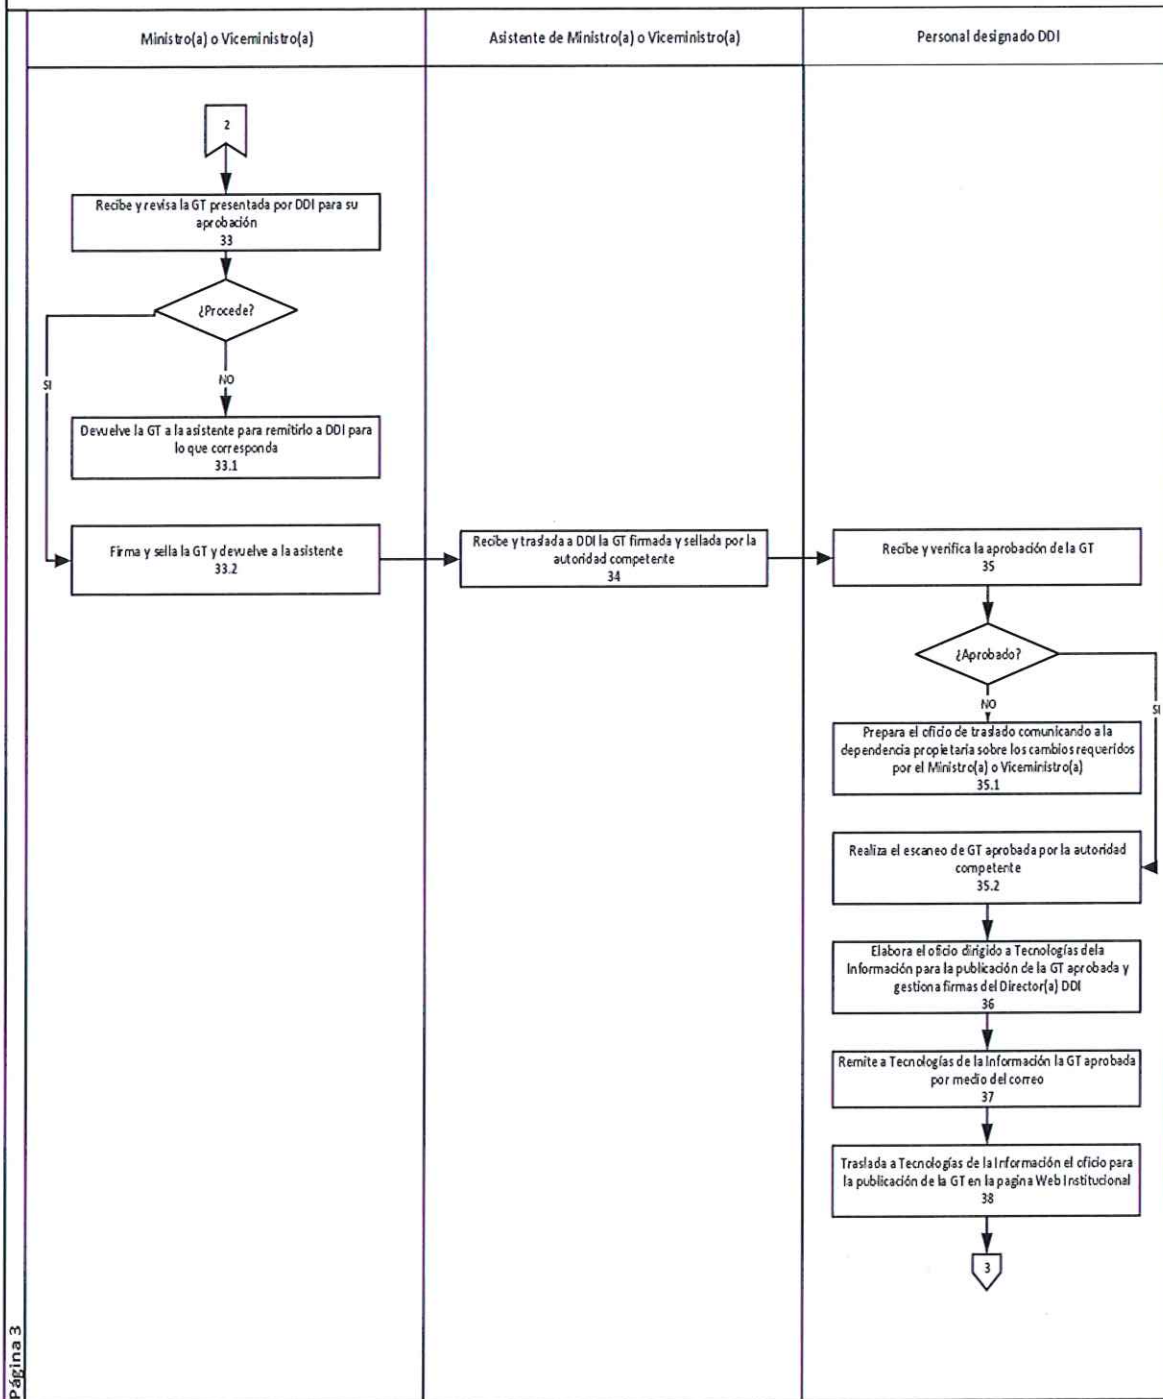 Ministro(a) o Viceministro(a)
Asistente de Ministro(a) o Viceministro(a)
Personal designado DDI
2
Recibe y revisa la GT presentada por DDI para su
aprobación
33
¿Procede?
SI
NO
Devuelve la GT a la asistente para remitirlo a DDI para
lo que corresponda
33.1
Firma y sella la GT y devuelve a la asistente
33.2
Recibe y traslada a DDI la GT firmada y sellada por la
autoridad competente
34
Recibe y verifica la aprobación de la GT
35
¿Aprobado?
NO
SI
Prepara el oficio de traslado comunicando a la
dependencia propietaria sobre los cambios requeridos
por el Ministro(a) o Viceministro(a)
35.1
Realiza el escaneo de GT aprobada por la autoridad
competente
35.2
Elabora el oficio dirigido a Tecnologías dela
Información para la publicación de la GT aprobada y
gestiona firmas del Director(a) DDI
36
Remite a Tecnologías de la Información la GT aprobada
por medio del correo
37
Traslada a Tecnologías de la Información el oficio para
la publicación de la GT en la pagina Web Institucional
38
3
Página 3